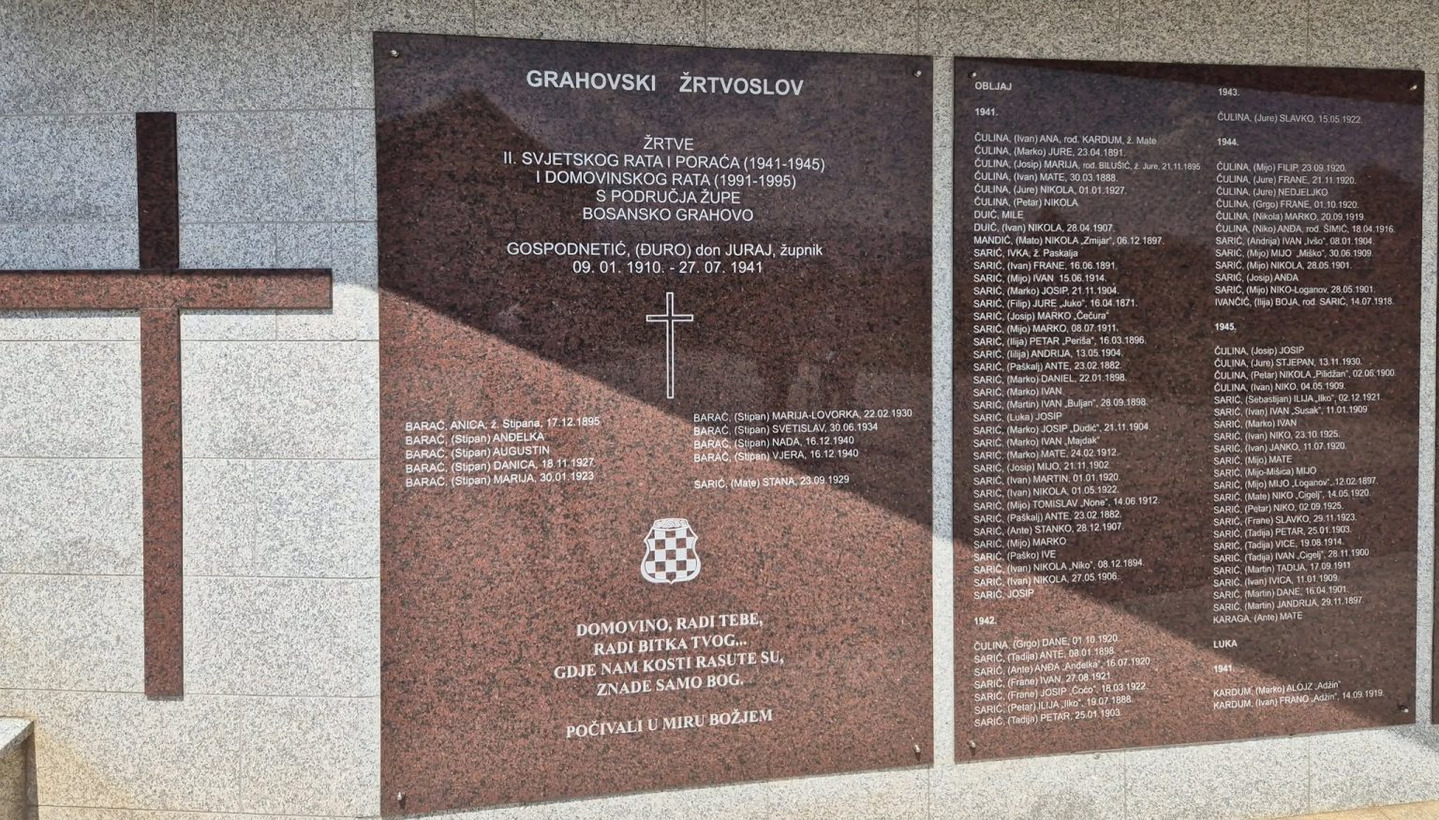 GRAHOVSKI ŽRTVOSLOV
ŽRTVE
II. SVJETSKOG RATA I PORAĆA (1941-1945)
I DOMOVINSKOG RATA (1991-1995)
S PODRUČJA ŽUPE
BOSANSKO GRAHOVO
GOSPODNETIĆ, (ĐURO) don JURAJ, župnik
09. 01. 1910. - 27. 07. 1941
BARAĆ, ANICA, ž. Stipana, 17.12.1895
BARAĆ, (Stipan) ANĐELKA
BARAĆ, (Stipan) AUGUSTIN
BARAĆ, (Stipan) DANICA, 18.11.1927
BARAĆ, (Stipan) MARIJA, 30.01.1923
BARAĆ, (Stipan) MARIJA-LOVORKA, 22.02.1930
BARAĆ, (Stipan) SVETISLAV, 30.06.1934
BARAĆ, (Stipan) NADA, 16.12.1940
BARAĆ, (Stipan) VJERA, 16.12.1940
SARIĆ, (Mate) STANA, 23.09.1929
DOMOVINO, RADI TEBE,
RADI BITKA TVOG...
GDJE NAM KOSTI RASUTE SU,
ZNADE SAMO BOG.
POČIVALI U MIRU BOŽJEM
OBLJAJ
1941.
ČULINA, (Ivan) ANA, rođ. KARDUM, ž. Mate
ČULINA, (Marko) JURE, 23.04.1891.
ČULINA, (Josip) MARIJA, rođ. BILUŠIĆ, ž. Jure, 21.11.1895
ČULINA, (Ivan) MATE, 30.03.1888.
ČULINA, (Jure) NIKOLA, 01.01.1927.
ČULINA, (Petar) NIKOLA
DUIĆ, MILE
DUIĆ, (Ivan) NIKOLA, 28.04.1907.
MANDIĆ, (Mato) NIKOLA „Zmijar", 06.12.1897.
SARIĆ, IVKA, ž. Paskalja
SARIĆ, (Ivan) FRANE, 16.06.1891.
SARIĆ, (Mijo) IVAN 15.06.1914.
SARIĆ, (Marko) JOSIP, 21.11.1904.
SARIĆ, (Filip) JURE „Juko", 16.04.1871.
SARIĆ, (Josip) MARKO „Čečura"
SARIĆ, (Mijo) MARKO, 08.07.1911.
SARIĆ, (Ilija) PETAR „Periša", 16.03.1896.
SARIĆ, (Iilija) ANDRIJA, 13.05.1904.
SARIĆ, (Paškalj) ANTE, 23.02.1882
SARIĆ, (Marko) DANIEL, 22.01.1898.
SARIĆ, (Marko) IVAN
SARIĆ, (Martin) IVAN „Buljan", 28.09.1898.
SARIĆ, (Luka) JOSIP
SARIĆ, (Marko) JOSIP „Dudić", 21.11.1904.
SARIĆ, (Marko) IVAN „Majdak"
SARIĆ, (Marko) MATE, 24.02.1912.
SARIĆ, (Josip) MIJO, 21.11.1902
SARIĆ, (Ivan) MARTIN, 01.01.1920.
SARIĆ, (Ivan) NIKOLA, 01.05.1922.
SARIĆ, (Mijo) TOMISLAV „None", 14.06.1912.
SARIĆ, (Paškalj) ANTE, 23.02.1882.
SARIĆ, (Ante) STANKO, 28.12.1907.
SARIĆ, (Mijo) MARKO
SARIĆ, (Paško) IVE
SARIĆ, (Ivan) NIKOLA „Niko", 08.12.1894.
SARIĆ, (Ivan) NIKOLA, 27.05.1906.
SARIĆ, JOSIP
1942.
ČULINA, (Grgo) DANE, 01.10.1920.
SARIĆ, (Tadija) ANTE, 08.01.1898.
SARIĆ, (Ante) ANĐA „Anđelka", 16.07.1920
SARIĆ, (Frane) IVAN, 27.08.1921.
SARIĆ, (Frane) JOSIP „Ćoćo", 18.03.1922.
SARIĆ, (Petar) ILIJA „Ilko", 19.07.1888.
SARIĆ, (Tadija) PETAR, 25.01.1903.
1943.
ČULINA, (Jure) SLAVKO, 15.05.1922.
1944.
ČULINA, (Mijo) FILIP, 23.09.1920.
ČULINA, (Jure) FRANE, 21.11.1920.
ČULINA, (Jure) NEDJELJKO
ČULINA, (Grgo) FRANE, 01.10.1920.
ČULINA, (Nikola) MARKO, 20.09.1919.
ČULINA, (Niko) ANĐA, rođ. ŠIMIĆ, 18.04.1916.
SARIĆ, (Andrija) IVAN „Ivšo", 08.01.1904.
SARIĆ, (Mijo) MIJO „Miško", 30.06.1909.
SARIĆ, (Mijo) NIKOLA, 28.05.1901.
SARIĆ, (Josip) ANĐA
SARIĆ, (Mijo) NIKO-Loganov, 28.05.1901.
IVANČIĆ, (Ilija) BOJA, rođ. SARIĆ, 14.07.1918.
1945.
ČULINA, (Josip) JOSIP
ČULINA, (Jure) STJEPAN, 13.11.1930.
ČULINA, (Petar) NIKOLA „Pilidžan", 02.06.1900.
ČULINA, (Ivan) NIKO, 04.05.1909.
SARIĆ, (Sebastijan) ILIJA „Ilko", 02.12.1921.
SARIĆ, (Ivan) IVAN „Susak", 11.01.1909
SARIĆ, (Marko) IVAN
SARIĆ, (Ivan) NIKO, 23.10.1925.
SARIĆ, (Ivan) JANKO, 11.07.1920.
SARIĆ, (Mijo) MATE
SARIĆ, (Mijo-Mišica) MIJO
SARIĆ, (Mijo) MIJO „Loganov", 12.02.1897.
SARIĆ, (Mate) NIKO „Cigelj", 14.05.1920.
SARIĆ, (Petar) NIKO, 02.09.1925.
SARIĆ, (Frane) SLAVKO, 29.11.1923.
SARIĆ, (Tadija) PETAR, 25.01.1903.
SARIĆ, (Tadija) VICE, 19.08.1914.
SARIĆ, (Tadija) IVAN „Cigelj", 28.11.1900
SARIĆ, (Martin) TADIJA, 17.09.1911
SARIĆ, (Ivan) IVICA, 11.01.1909.
SARIĆ, (Martin) DANE, 16.04.1901.
SARIĆ, (Martin) JANDRIJA, 29.11.1897.
KARAGA, (Ante) MATE
LUKA
1941.
KARDUM, (Marko) ALOJZ „Adžin"
KARDUM, (Ivan) FRANO „Adžin", 14.09.1919.